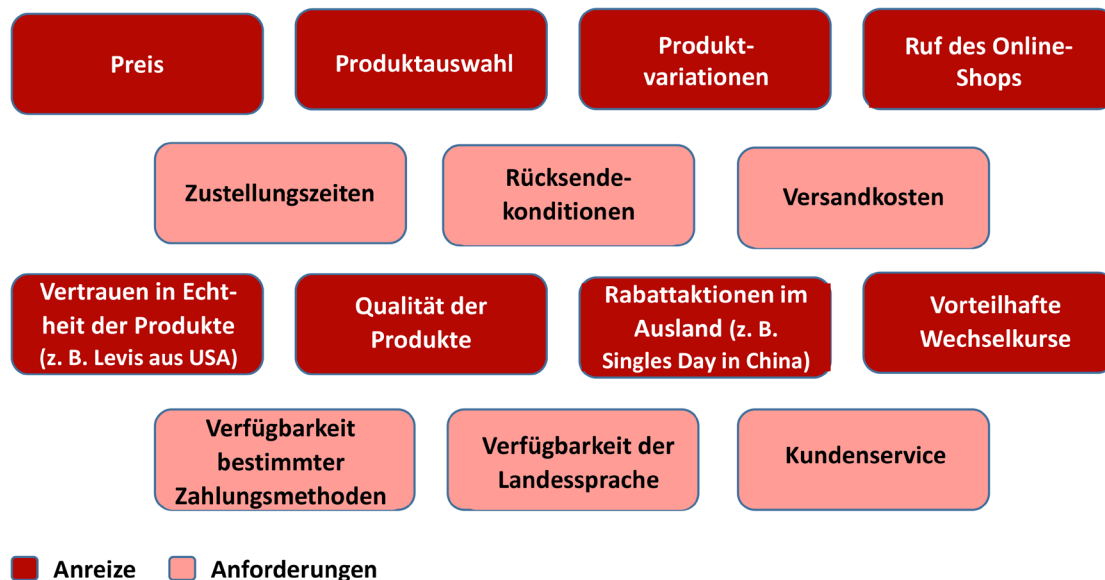 Preis
Produktauswahl
Produkt-
variationen
Ruf des Online-
Shops
Zustellungszeiten
Rücksende-
konditionen
Versandkosten
Vertrauen in Echt-
heit der Produkte
(z. B. Levis aus USA)
Qualität der
Produkte
Rabattaktionen im
Ausland (z. B.
Singles Day in China)
Vorteilhafte
Wechselkurse
Verfügbarkeit
bestimmter
Zahlungsmethoden
Verfügbarkeit der
Landessprache
Kundenservice
Anreize
Anforderungen